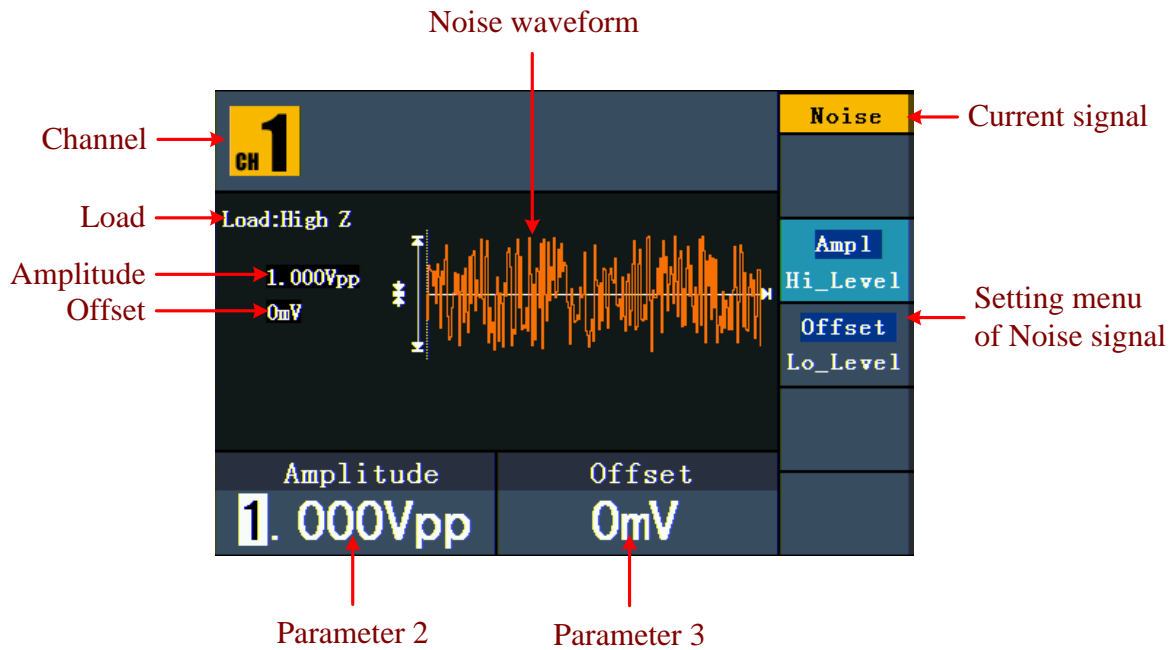 Noise waveform
Channel
CH 1
Noise
Current signal
Load
Load:High Z
Amplitude
1.000Vpp
Offset
0mV
Ampl
Hi_Level
Offset
Lo_Level
Setting menu
of Noise signal
Amplitude
Offset
1.000Vpp
0mV
Parameter 2
Parameter 3